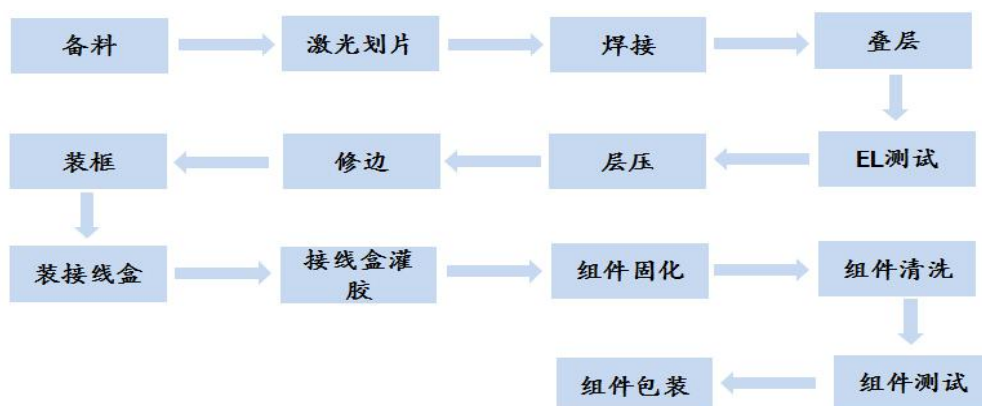 备料
激光划片
焊接
叠层
EL测试
层压
修边
装框
装接线盒
接线盒灌
胶
组件固化
组件清洗
组件测试
组件包装